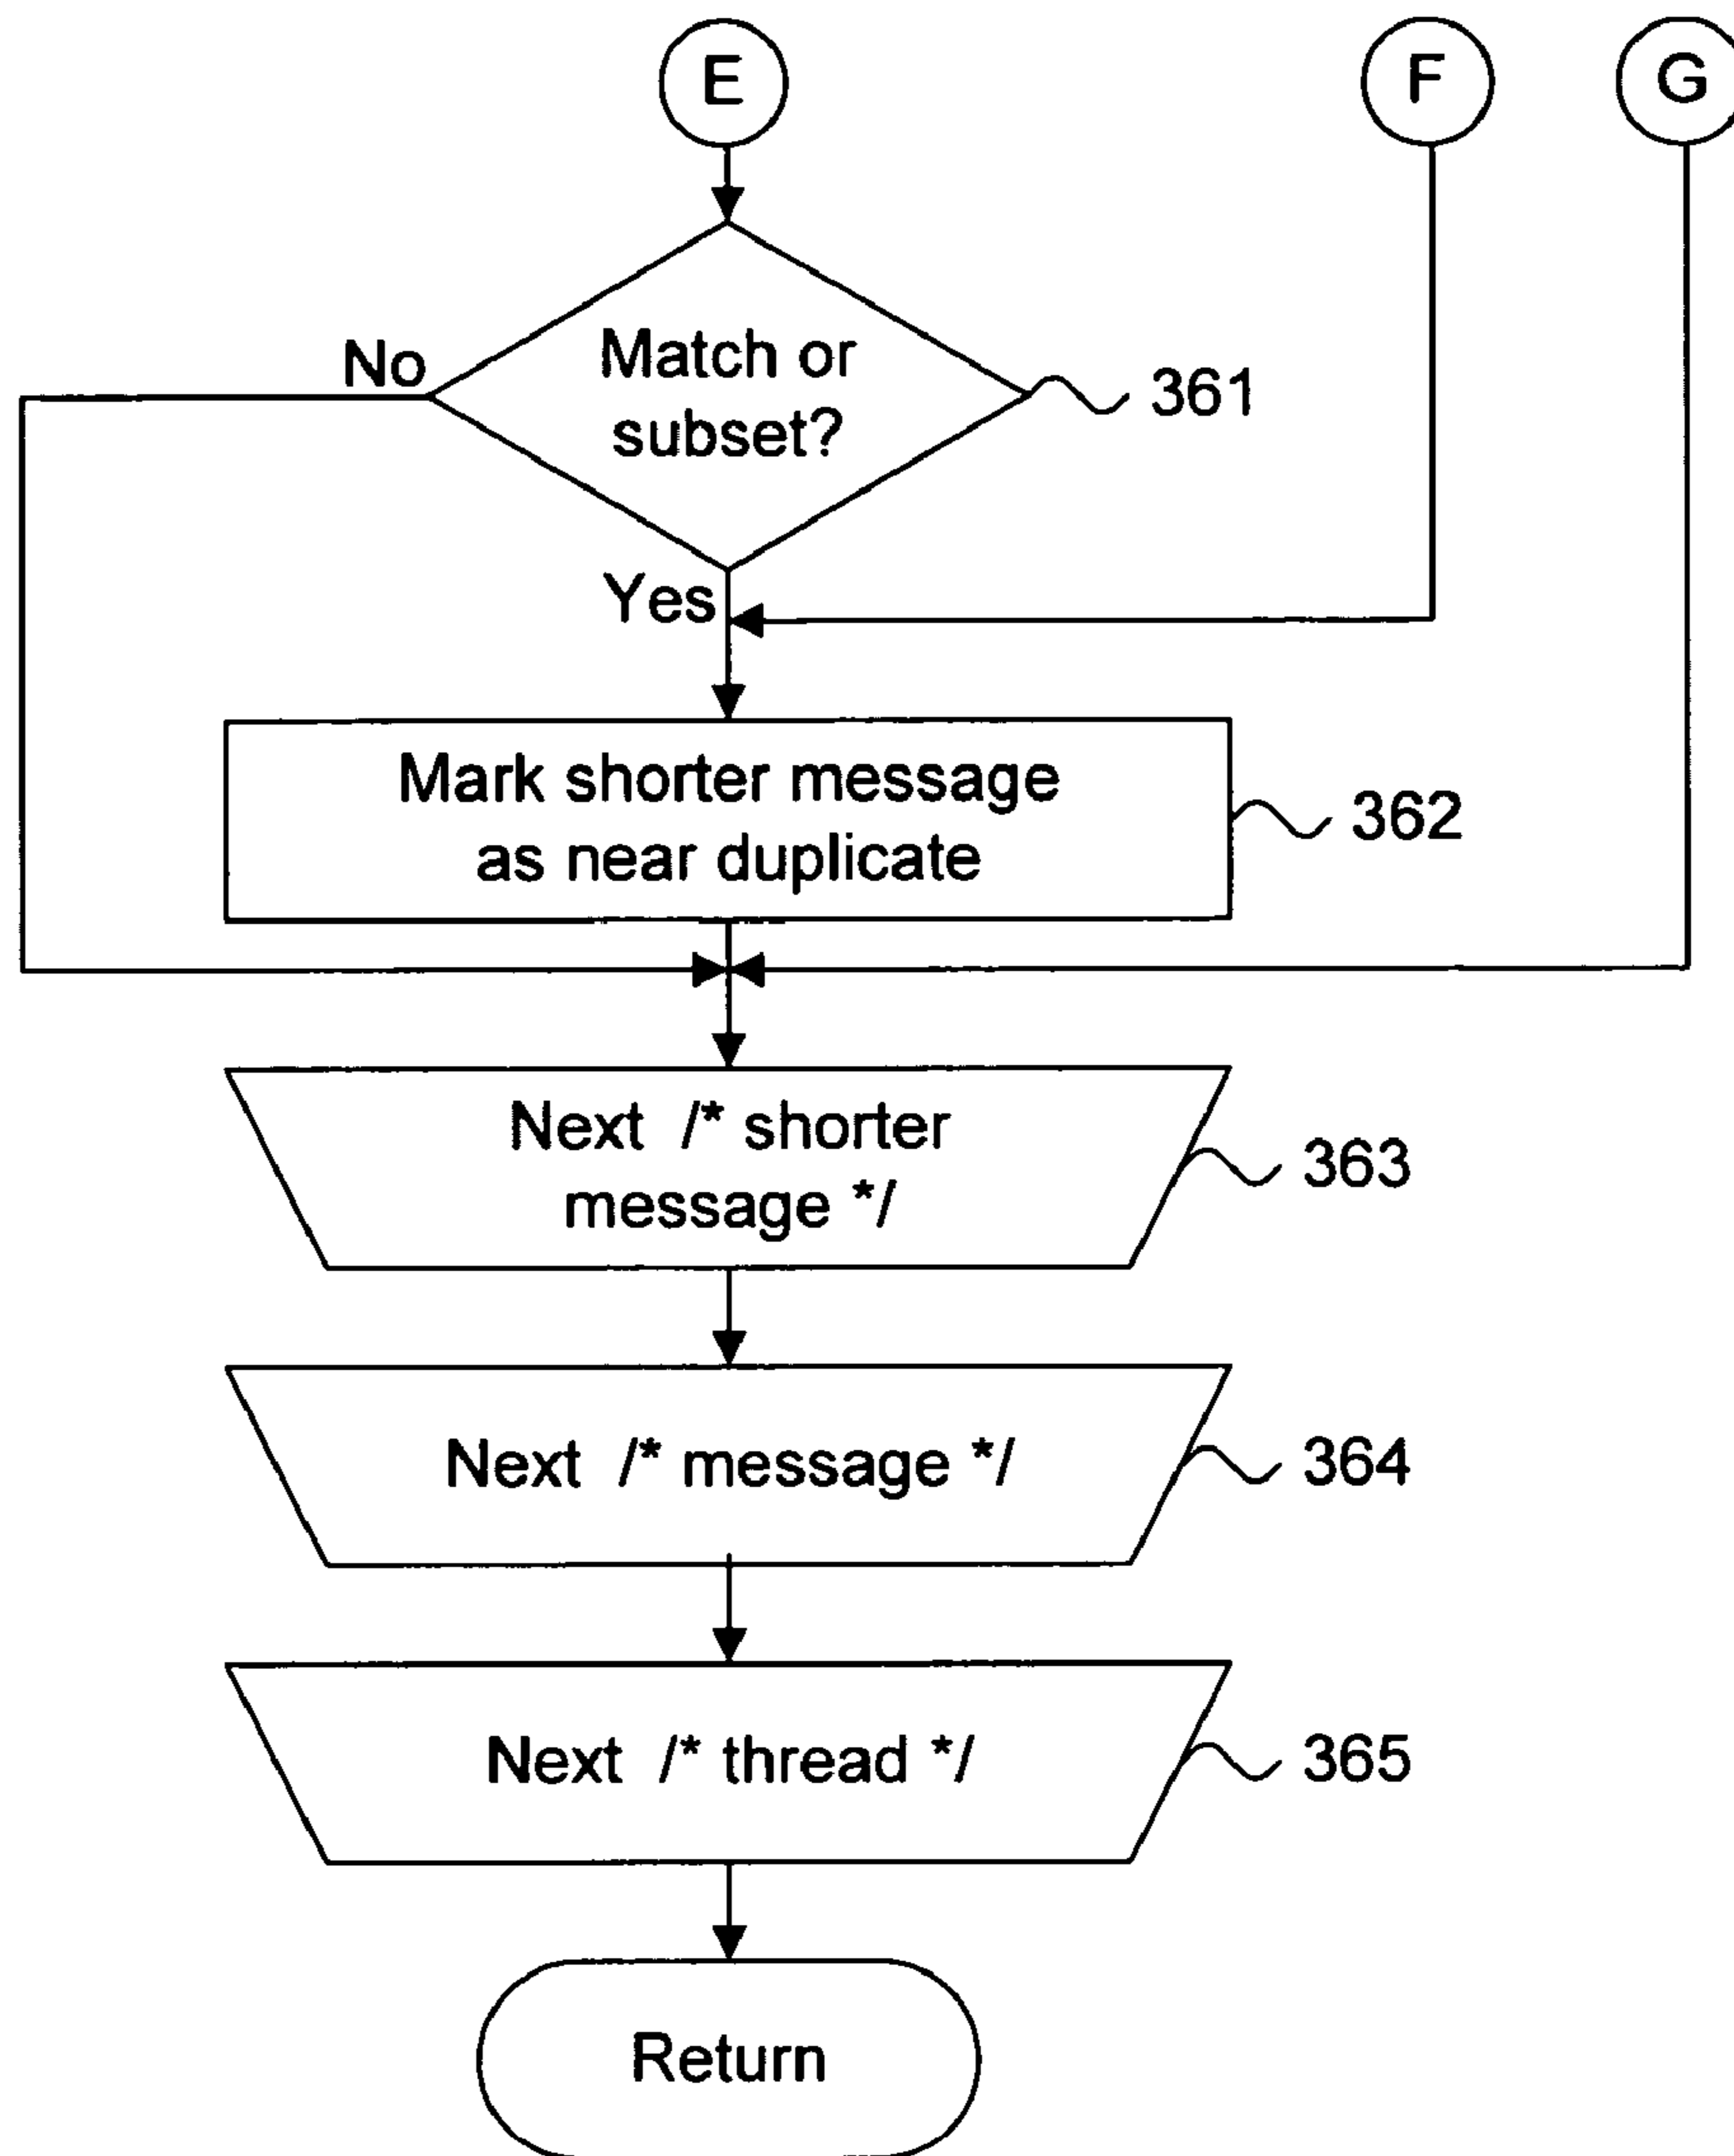 E
F
G
No
Match or
subset?
361
Yes
Mark shorter message
as near duplicate
362
Next /* shorter
message */
363
Next /* message */
364
Next /* thread */
365
Return